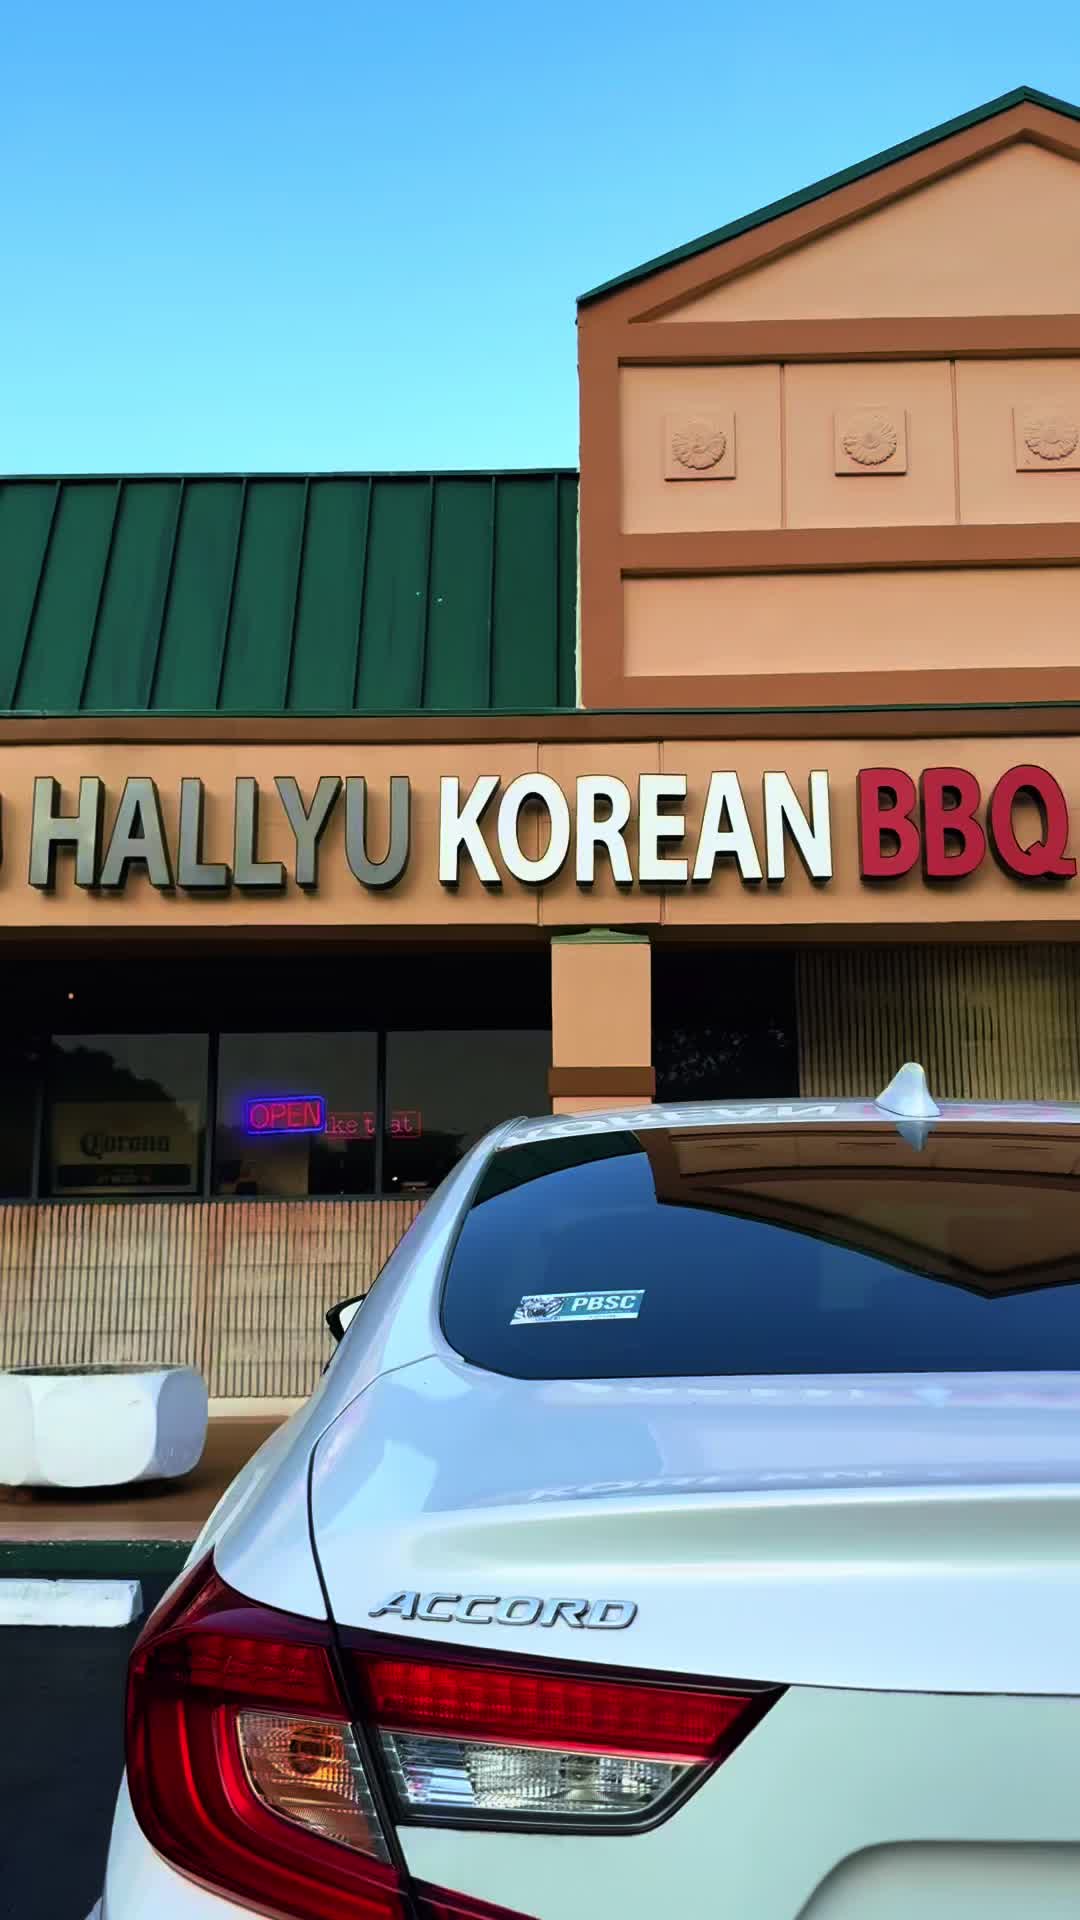 HALLYU KOREAN BBQ
OPEN
Corona
PBSC
ACCORD